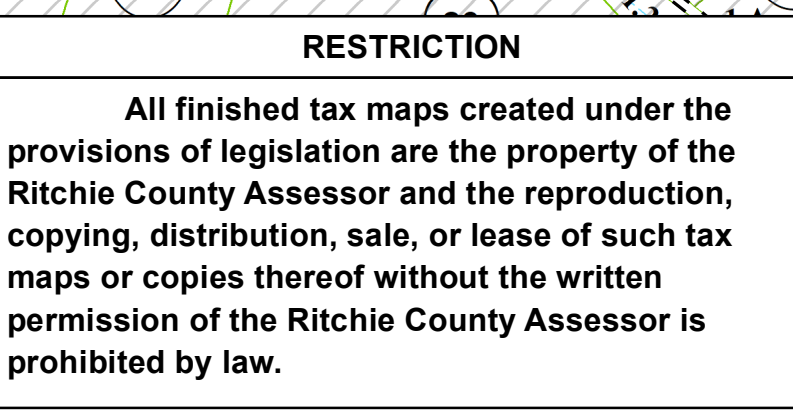 RESTRICTION
All finished tax maps created under the
provisions of legislation are the property of the
Ritchie County Assessor and the reproduction,
copying, distribution, sale, or lease of such tax
maps or copies thereof without the written
permission of the Ritchie County Assessor is
prohibited by law.